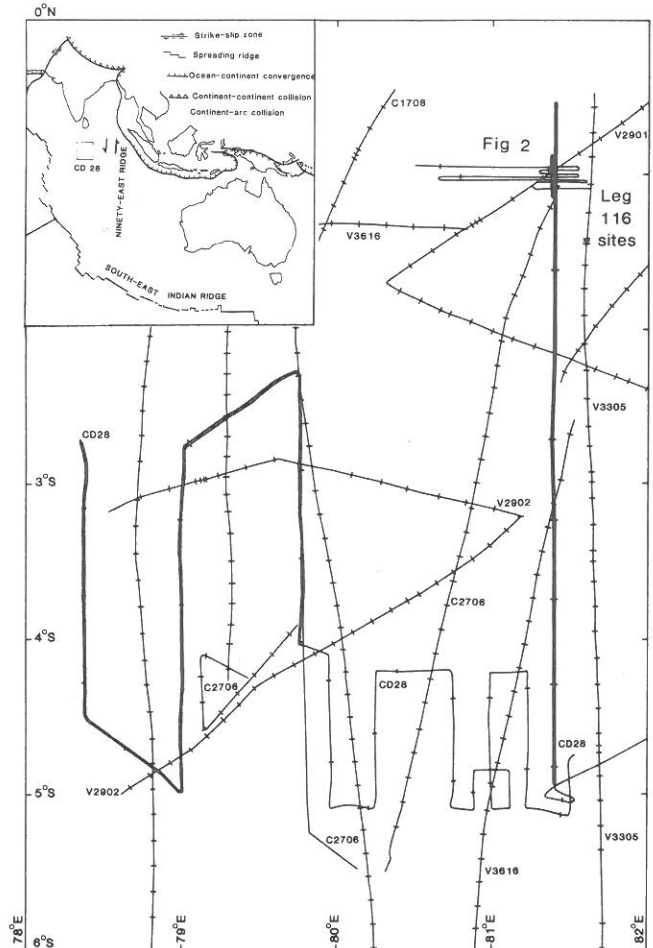 0°N
Strike-slip zone
Spreading ridge
Ocean-continent convergence
Continent-continent collision
Continent-arc collision
CD 28
NINETY-EAST RIDGE
SOUTH-EAST INDIAN RIDGE
C1708
V2901
Fig 2
Leg
116
sites
V3616
V3305
CD28
3°S
V2902
C2706
4°S
C2706
CD28
CD28
V2902
5°S
C2706
V3305
V3616
6°S
78°E
79°E
80°E
81°E
82°E